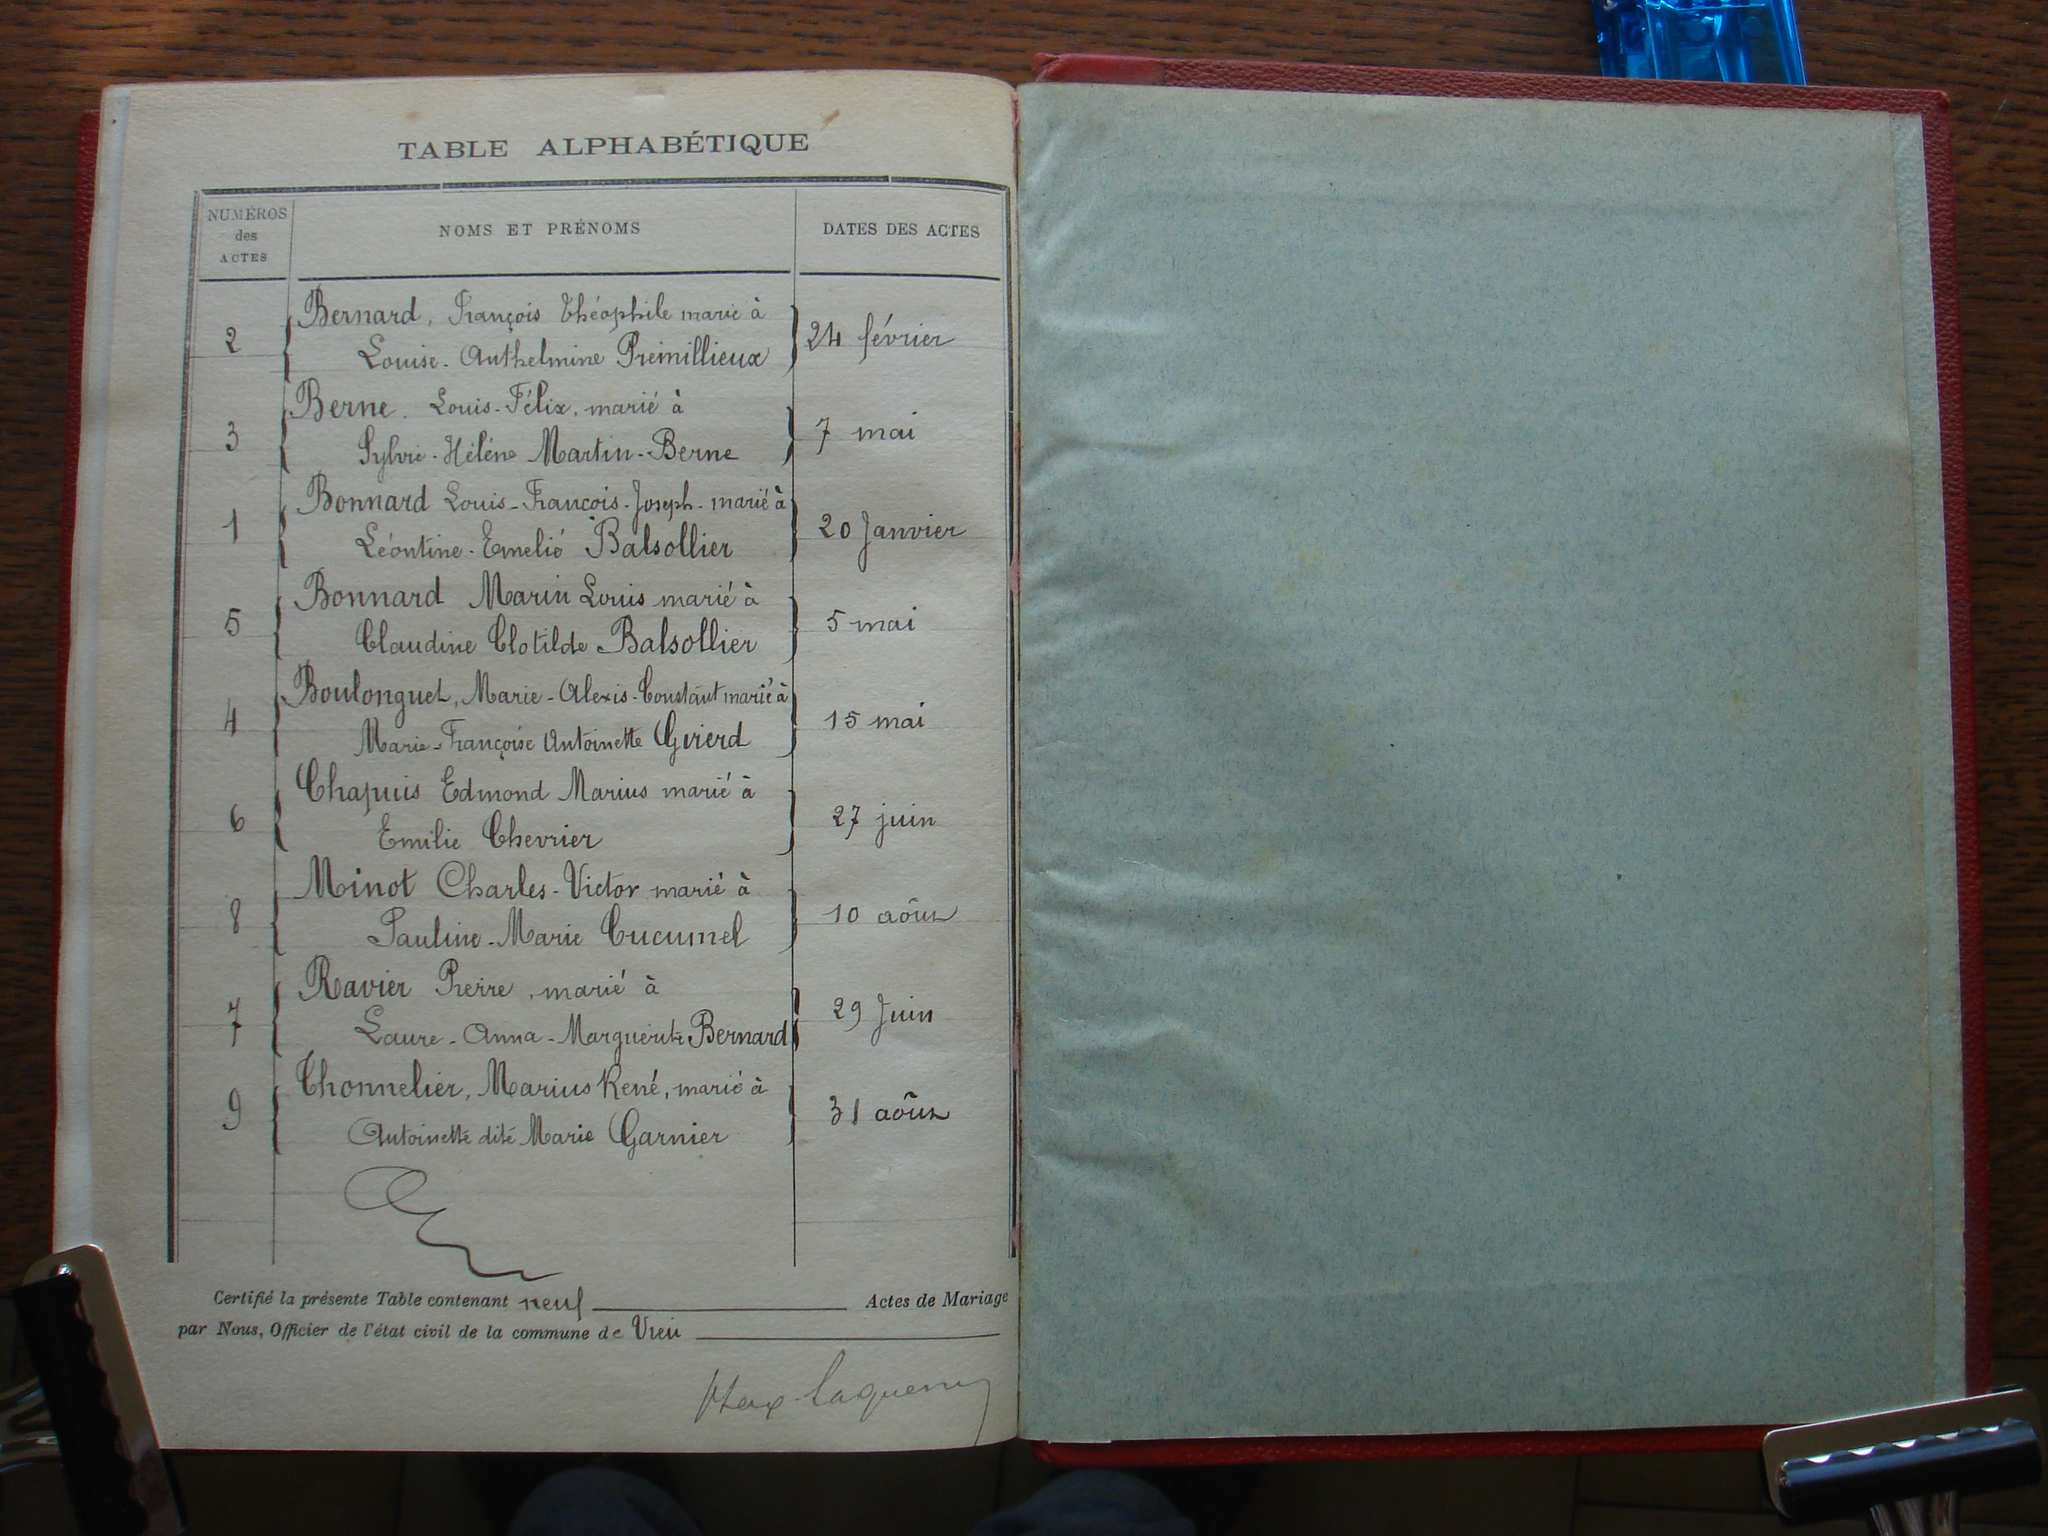 TABLE ALPHABÉTIQUE
NUMÉROS des ACTES
NOMS ET PRÉNOMS
DATES DES ACTES
2 Bernard, François Théophile marié à
Louise-Anthelmine Prémillieux 24 février
3 Berne. Louis-Félix, marié à
Sylvie-Hélène Martin-Berne 7 mai
1 Bonnard Louis-François-Joseph-marié à
Léontine-Emelie Balsollier 20 Janvier
5 Bonnard Marin Louis marié à
Claudine Clotilde Balsollier 5 mai
4 Boulonguet, Marie-Alexis-Constant marié à
Marie-Françoise Antoinette Girerd 15 mai
6 Chapuis Edmond Marius marié à
Emilie Chevrier 27 juin
8 Minot Charles-Victor marié à
Pauline-Marie Cucumel 10 août
7 Ravier Pierre, marié à
Laure-Anna-Marguerite Bernard 29 Juin
9 Thonnelier, Marius René, marié à
Antoinette dite Marie Garnier 31 août
Certifié la présente Table contenant neuf Actes de Mariage
par Nous, Officier de l'état civil de la commune de Vieu